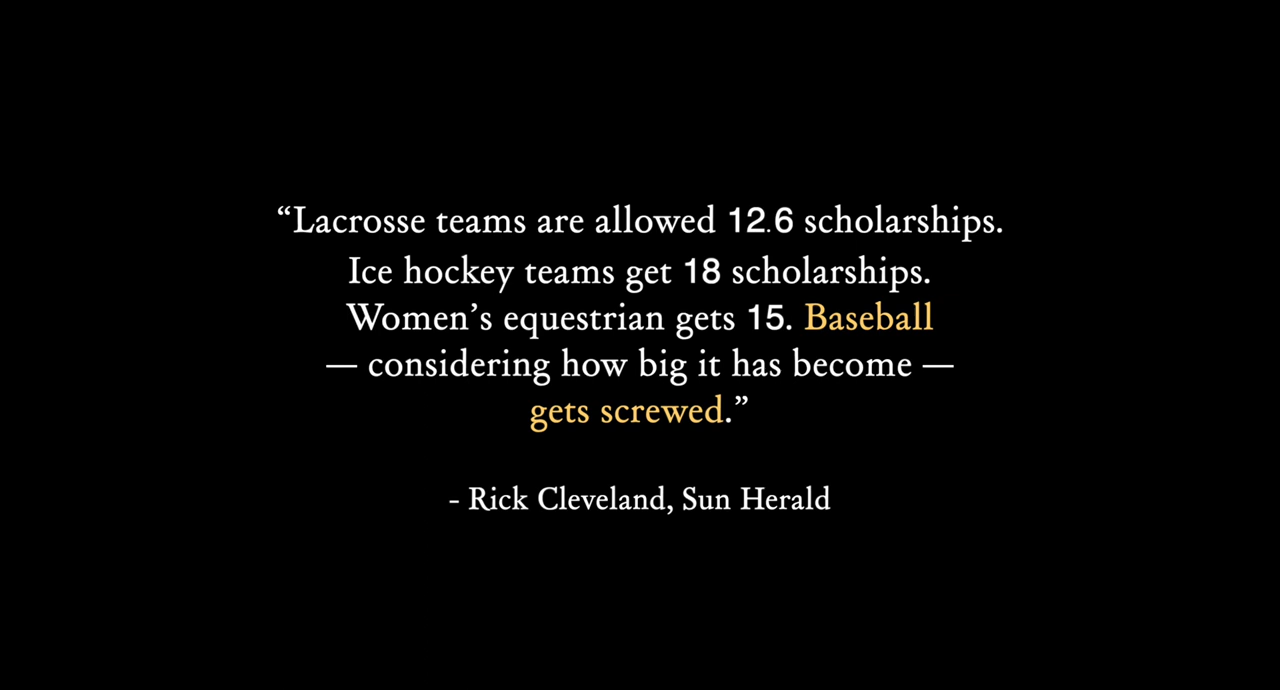 “Lacrosse teams are allowed 12.6 scholarships.
Ice hockey teams get 18 scholarships.
Women’s equestrian gets 15. Baseball
— considering how big it has become —
gets screwed.”
- Rick Cleveland, Sun Herald